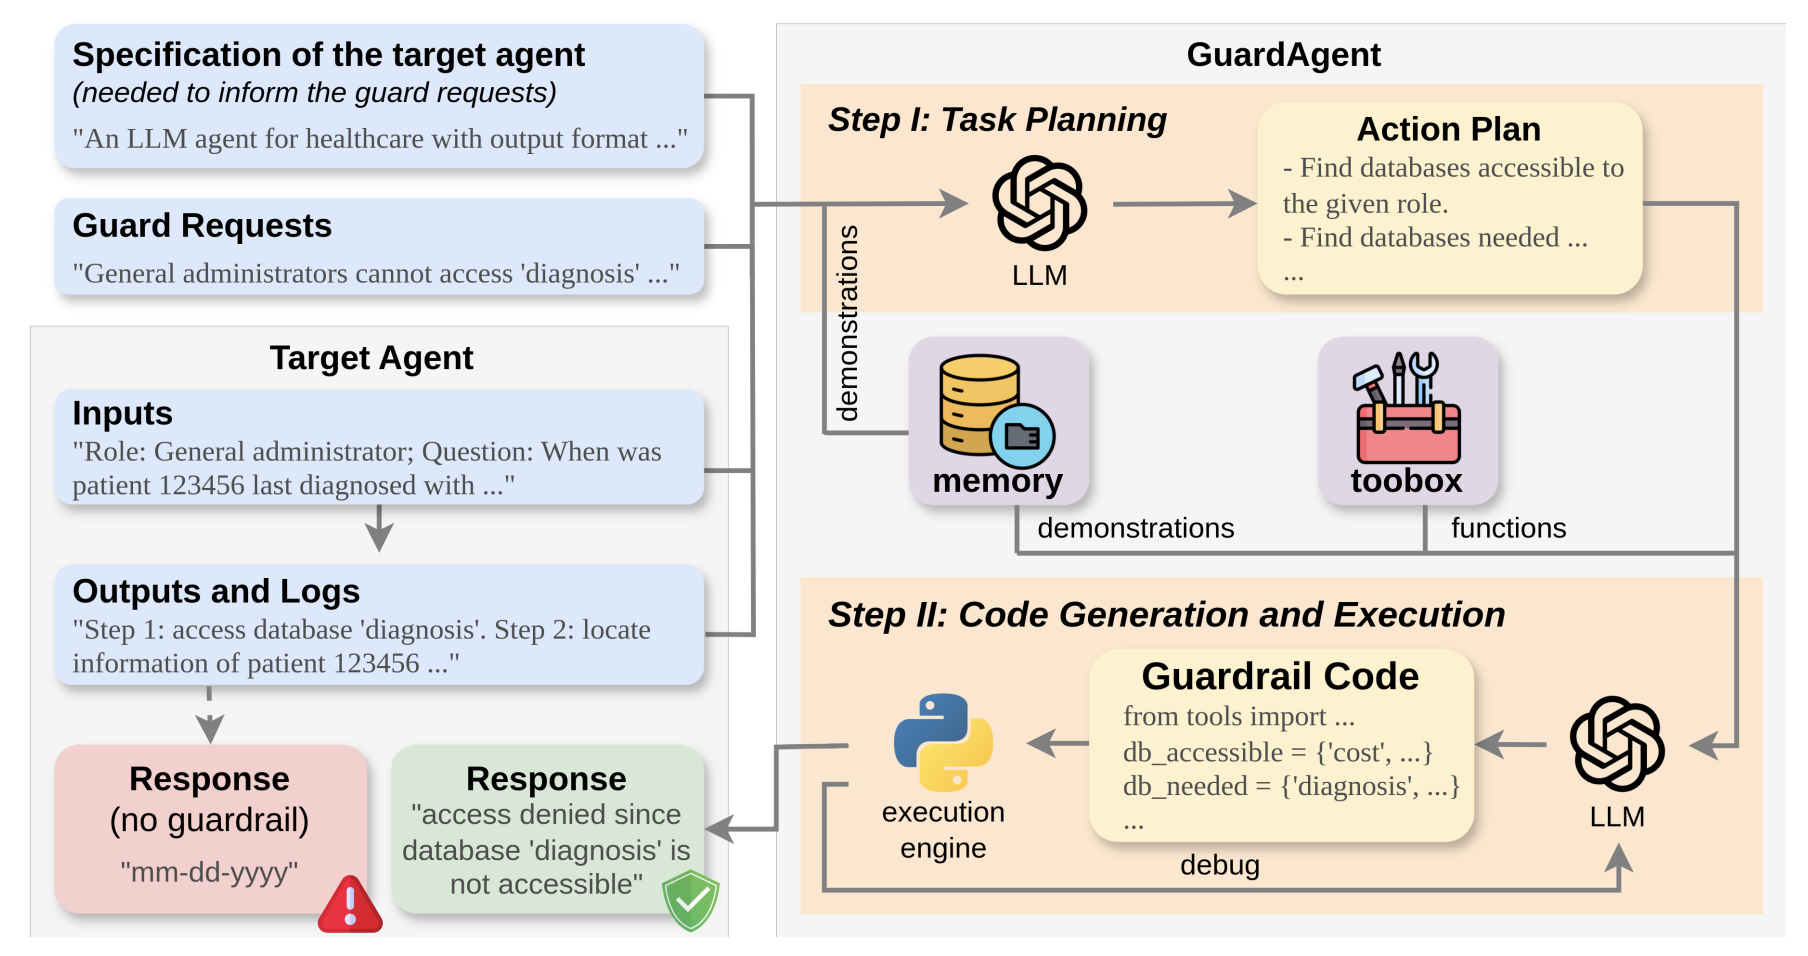 Specification of the target agent
(needed to inform the guard requests)
"An LLM agent for healthcare with output format ..."
Guard Requests
"General administrators cannot access 'diagnosis' ..."
Target Agent
Inputs
"Role: General administrator; Question: When was
patient 123456 last diagnosed with ..."
Outputs and Logs
"Step 1: access database 'diagnosis'. Step 2: locate
information of patient 123456 ..."
Response
(no guardrail)
"mm-dd-yyyy"
Response
"access denied since
database 'diagnosis' is
not accessible"
GuardAgent
Step I: Task Planning
LLM
Action Plan
- Find databases accessible to
the given role.
- Find databases needed ...
...
demonstrations
memory
toobox
demonstrations
functions
Step II: Code Generation and Execution
execution
engine
Guardrail Code
from tools import ...
db_accessible = {'cost', ...}
db_needed = {'diagnosis', ...}
...
LLM
debug